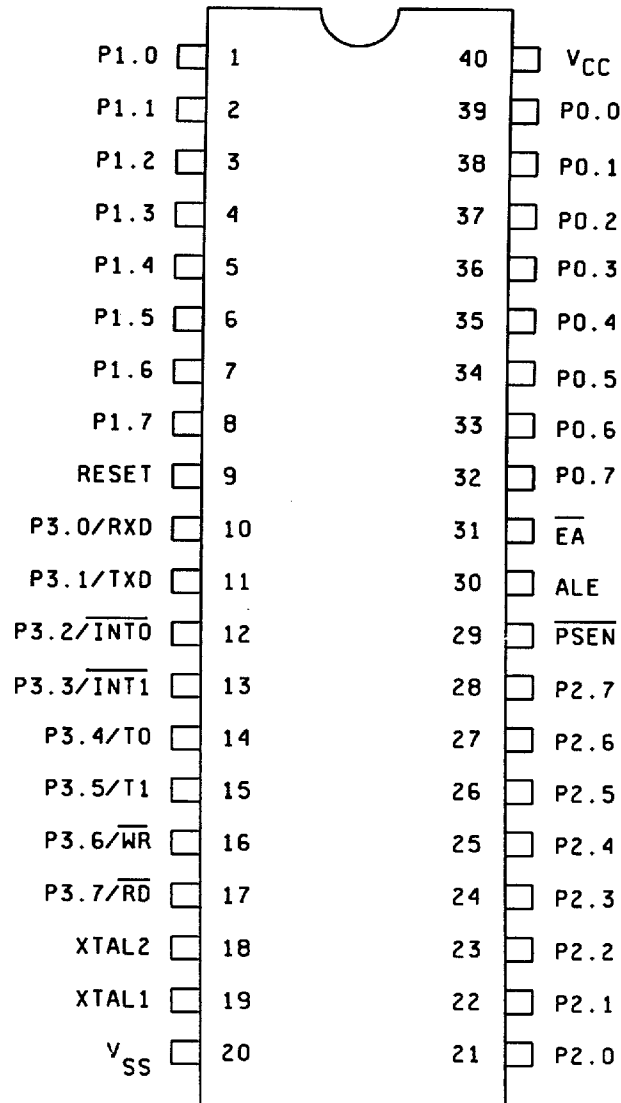 P1.0 1 40 VCC
P1.1 2 39 P0.0
P1.2 3 38 P0.1
P1.3 4 37 P0.2
P1.4 5 36 P0.3
P1.5 6 35 P0.4
P1.6 7 34 P0.5
P1.7 8 33 P0.6
RESET 9 32 P0.7
P3.0/RXD 10 31 E̅A̅
P3.1/TXD 11 30 ALE
P3.2/I̅N̅T̅0̅ 12 29 P̅S̅E̅N̅
P3.3/I̅N̅T̅1̅ 13 28 P2.7
P3.4/T0 14 27 P2.6
P3.5/T1 15 26 P2.5
P3.6/W̅R̅ 16 25 P2.4
P3.7/R̅D̅ 17 24 P2.3
XTAL2 18 23 P2.2
XTAL1 19 22 P2.1
VSS 20 21 P2.0